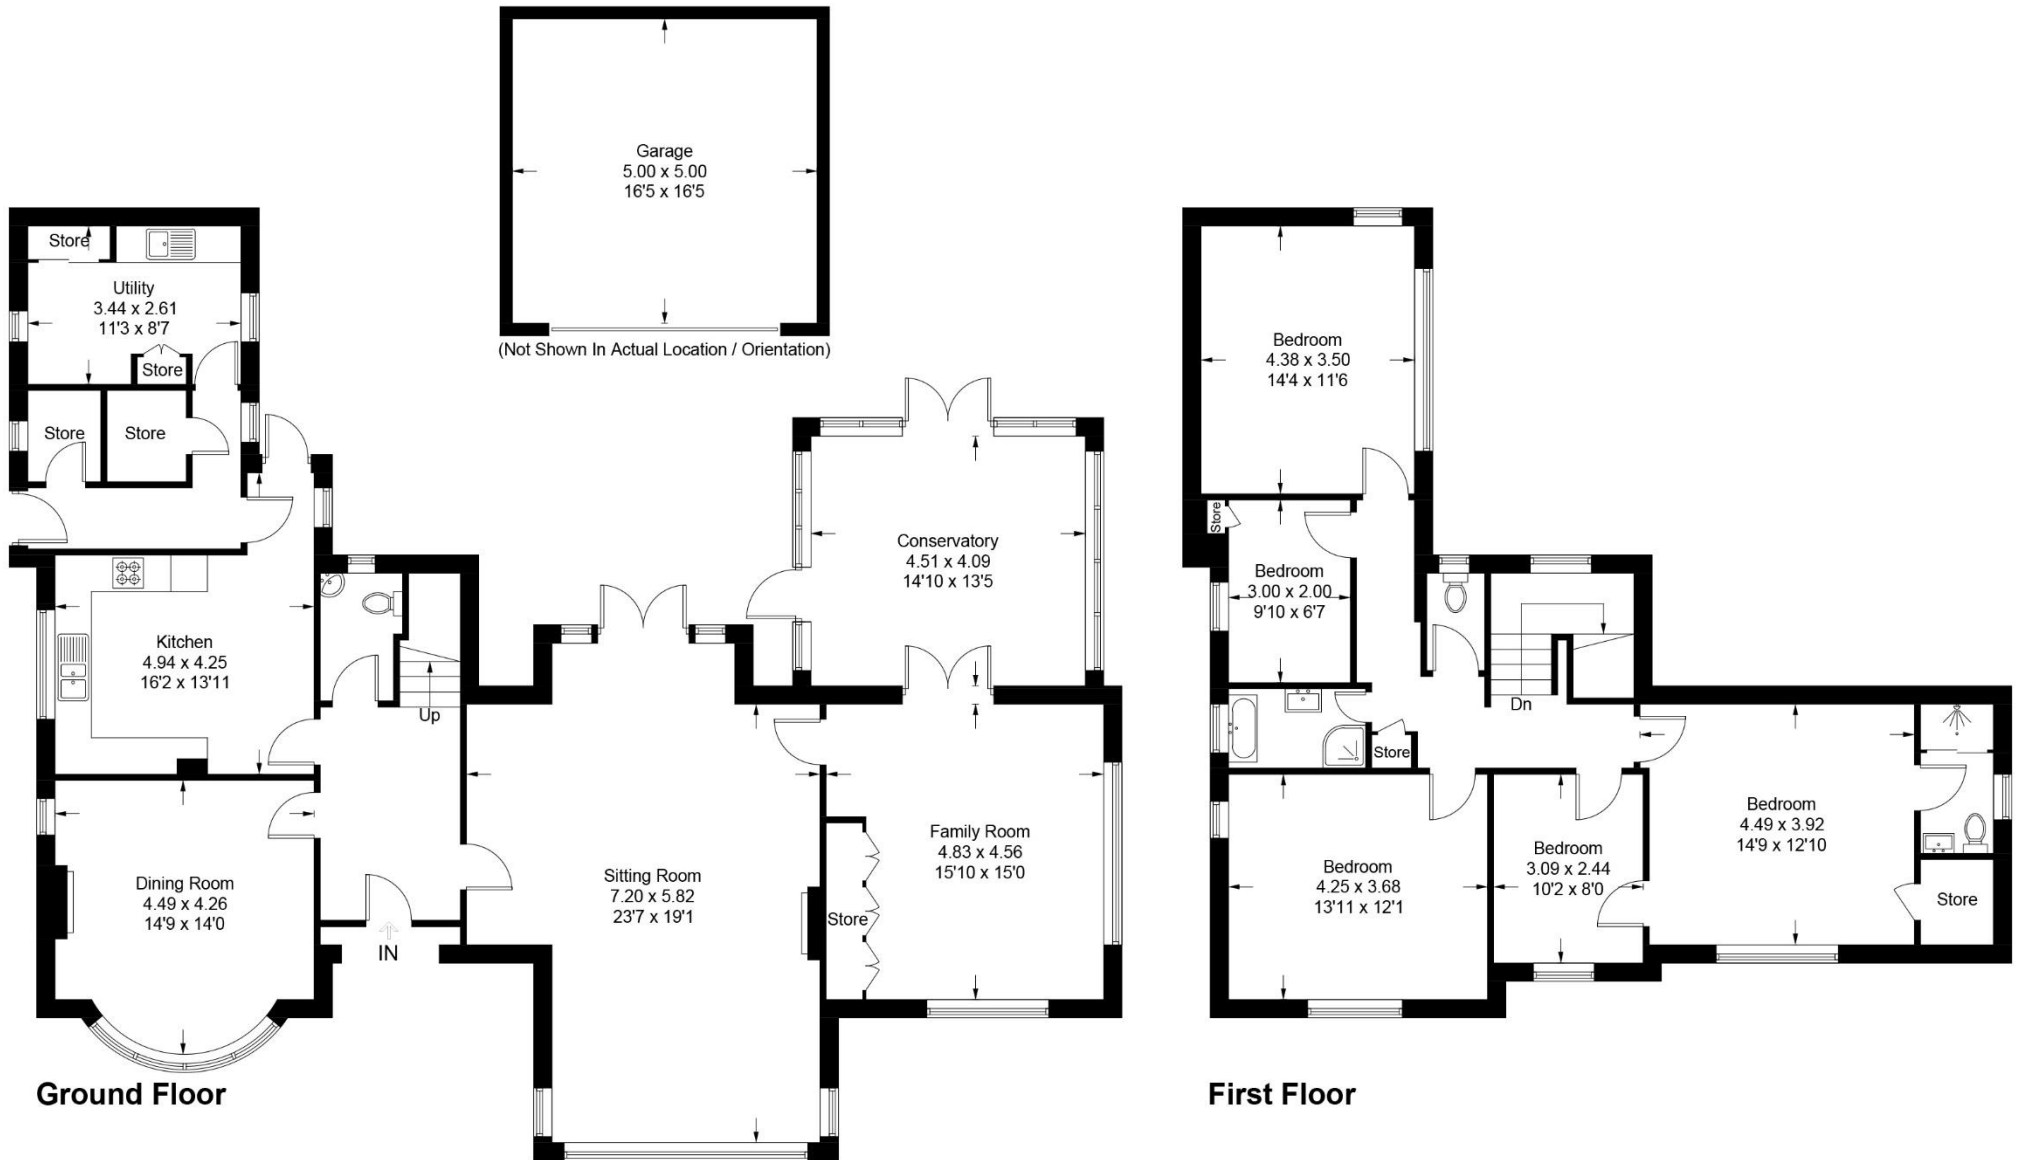 Garage
5.00 x 5.00
16'5 x 16'5
(Not Shown In Actual Location / Orientation)
Store
Utility
3.44 x 2.61
11'3 x 8'7
Store
Store
Store
Kitchen
4.94 x 4.25
16'2 x 13'11
Up
Dining Room
4.49 x 4.26
14'9 x 14'0
IN
Sitting Room
7.20 x 5.82
23'7 x 19'1
Conservatory
4.51 x 4.09
14'10 x 13'5
Family Room
4.83 x 4.56
15'10 x 15'0
Store
Ground Floor
Bedroom
4.38 x 3.50
14'4 x 11'6
Store
Bedroom
3.00 x 2.00
9'10 x 6'7
Dn
Store
Bedroom
4.25 x 3.68
13'11 x 12'1
Bedroom
3.09 x 2.44
10'2 x 8'0
Bedroom
4.49 x 3.92
14'9 x 12'10
Store
First Floor